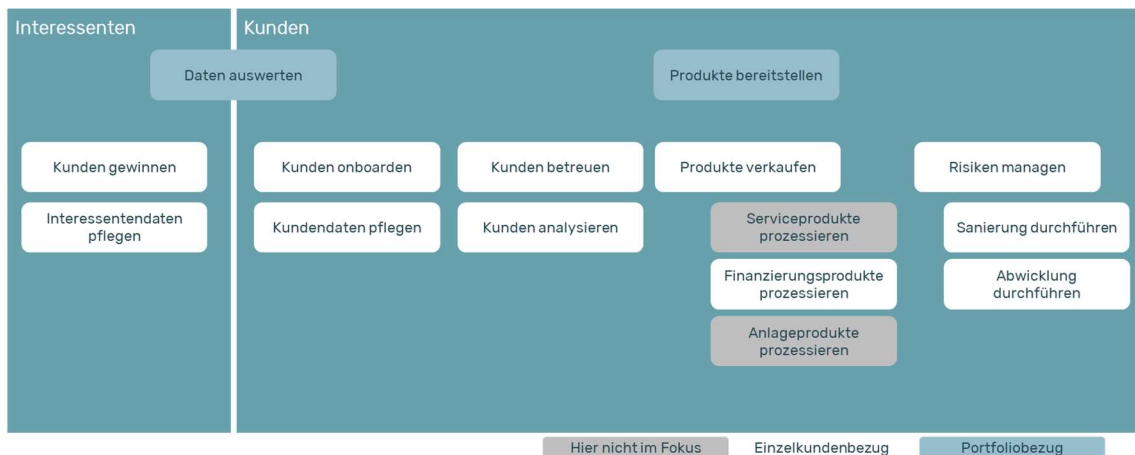 Interessenten
Kunden
Daten auswerten
Produkte bereitstellen
Kunden gewinnen
Kunden onboarden
Kunden betreuen
Produkte verkaufen
Risiken managen
Interessentendaten
pflegen
Kundendaten pflegen
Kunden analysieren
Serviceprodukte
prozessieren
Sanierung durchführen
Finanzierungsprodukte
prozessieren
Abwicklung
durchführen
Anlageprodukte
prozessieren
Hier nicht im Fokus
Einzelkundenbezug
Portfoliobezug